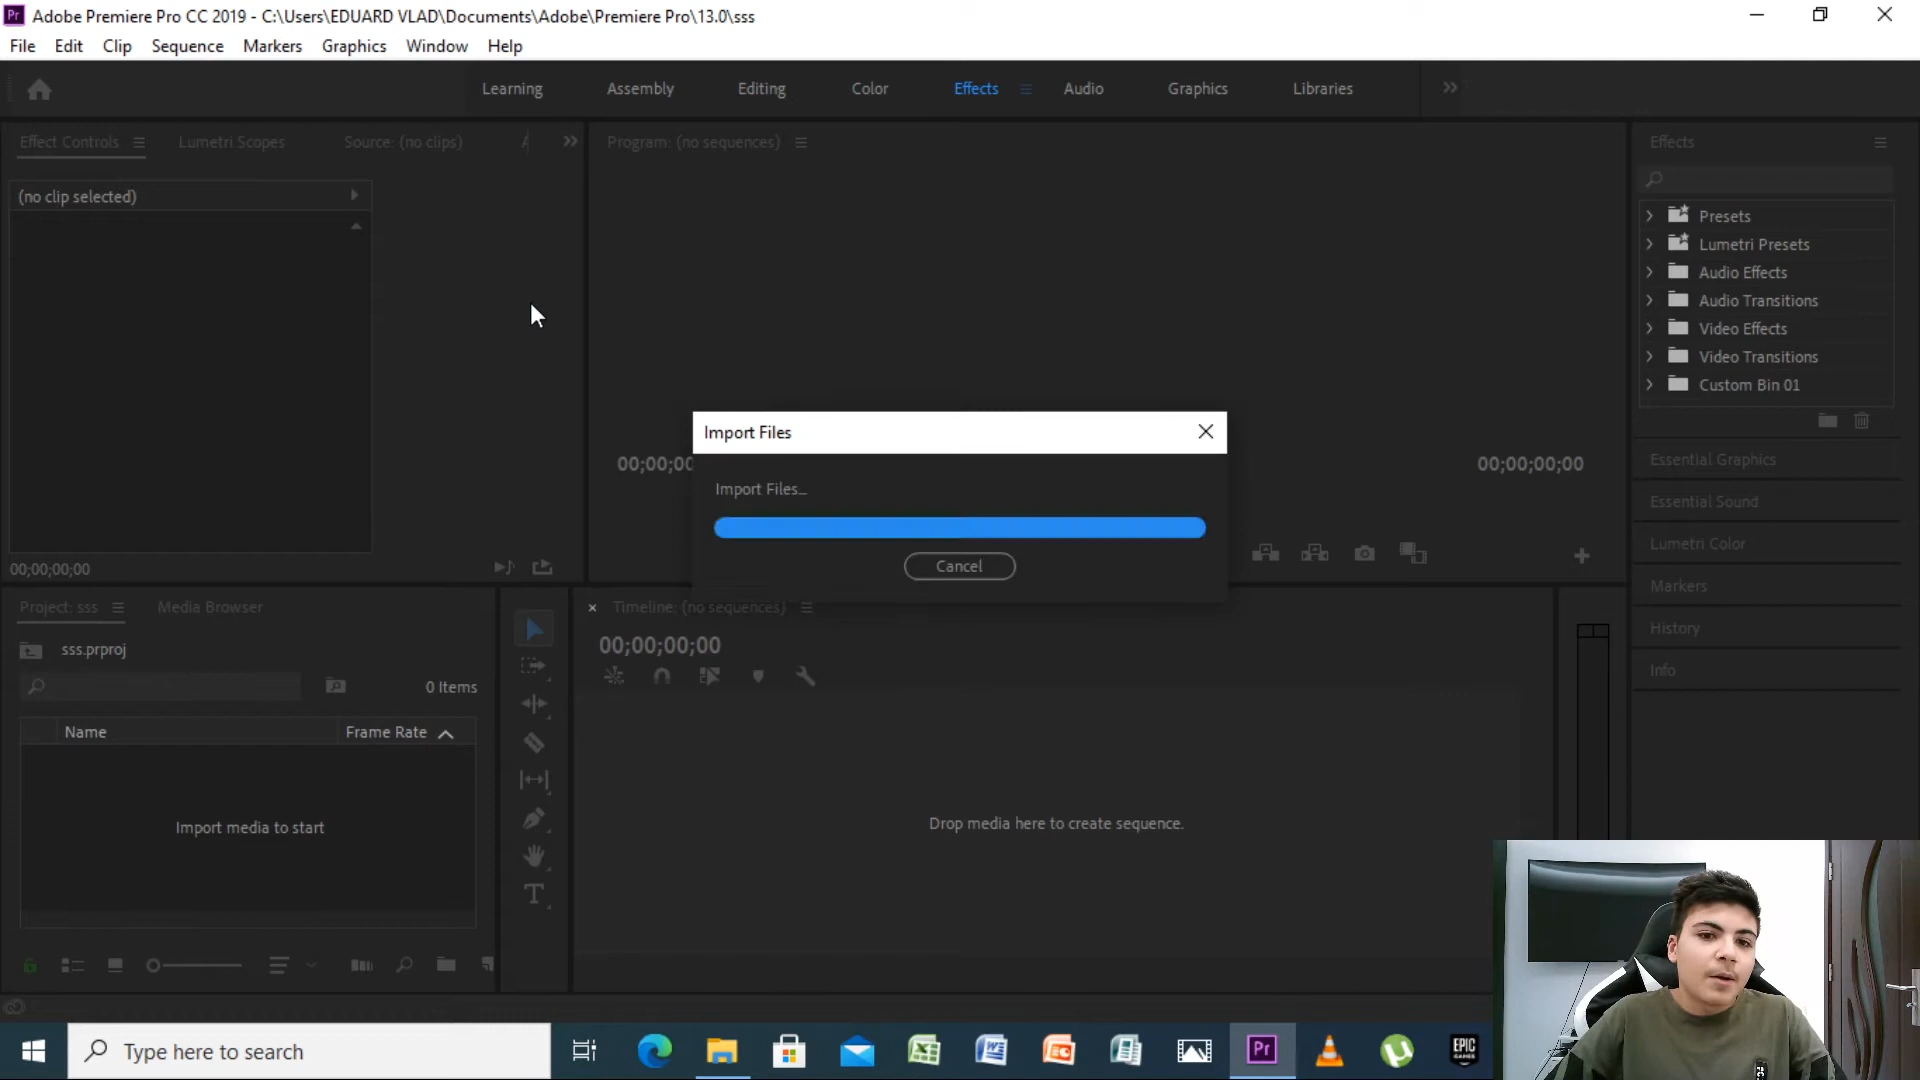 Pr Adobe Premiere Pro CC 2019 - C:\Users\EDUARD VLAD\Documents\Adobe\Premiere Pro\13.0\sss
File Edit Clip Sequence Markers Graphics Window Help
Learning Assembly Editing Color Effects Audio Graphics Libraries
Effect Controls Lumetri Scopes Source: (no clips) Program: (no sequences) Effects
(no clip selected)
Presets
Lumetri Presets
Audio Effects
Audio Transitions
Video Effects
Video Transitions
Custom Bin 01
Import Files
Import Files...
Cancel
00;00;00 00;00;00;00
Essential Graphics
Essential Sound
Lumetri Color
Markers
History
Info
00;00;00;00
Project: sss Media Browser
sss.prproj
0 Items
Name Frame Rate
Import media to start
Timeline: (no sequences)
00;00;00;00
Drop media here to create sequence.
Type here to search
Pr
EPIC
GAMES